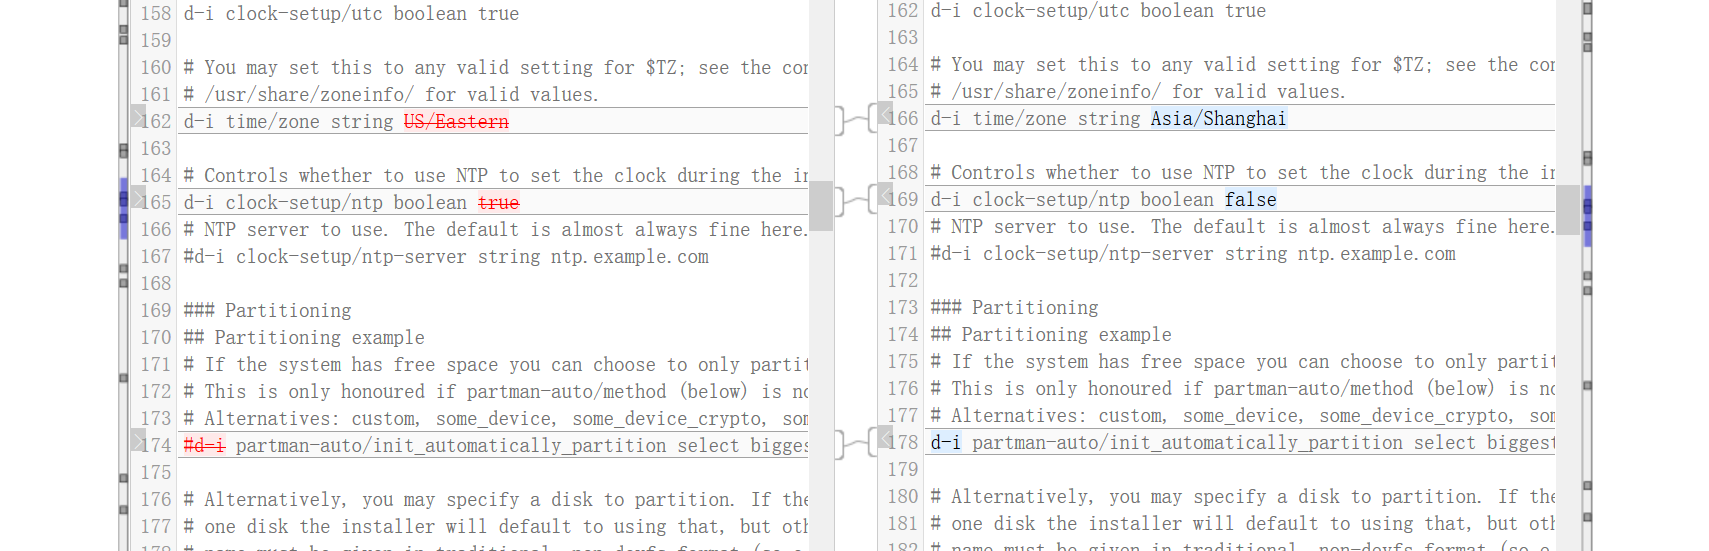 158 d-i clock-setup/utc boolean true
159
160 # You may set this to any valid setting for $TZ; see the con
161 # /usr/share/zoneinfo/ for valid values.
162 d-i time/zone string US/Eastern
163
164 # Controls whether to use NTP to set the clock during the in
165 d-i clock-setup/ntp boolean true
166 # NTP server to use. The default is almost always fine here.
167 #d-i clock-setup/ntp-server string ntp.example.com
168
169 ### Partitioning
170 ## Partitioning example
171 # If the system has free space you can choose to only partit
172 # This is only honoured if partman-auto/method (below) is no
173 # Alternatives: custom, some_device, some_device_crypto, som
174 #d-i partman-auto/init_automatically_partition select bigges
175
176 # Alternatively, you may specify a disk to partition. If the
177 # one disk the installer will default to using that, but oth
162 d-i clock-setup/utc boolean true
163
164 # You may set this to any valid setting for $TZ; see the con
165 # /usr/share/zoneinfo/ for valid values.
166 d-i time/zone string Asia/Shanghai
167
168 # Controls whether to use NTP to set the clock during the in
169 d-i clock-setup/ntp boolean false
170 # NTP server to use. The default is almost always fine here.
171 #d-i clock-setup/ntp-server string ntp.example.com
172
173 ### Partitioning
174 ## Partitioning example
175 # If the system has free space you can choose to only partit
176 # This is only honoured if partman-auto/method (below) is no
177 # Alternatives: custom, some_device, some_device_crypto, som
178 d-i partman-auto/init_automatically_partition select biggest
179
180 # Alternatively, you may specify a disk to partition. If the
181 # one disk the installer will default to using that, but oth